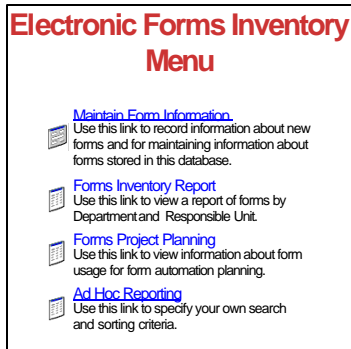 Electronic Forms Inventory
Menu
Maintain Form Information
Use this link to record information about new
forms and for maintaining information about
forms stored in this database.
Forms Inventory Report
Use this link to view a report of forms by
Department and Responsible Unit.
Forms Project Planning
Use this link to view information about form
usage for form automation planning.
Ad Hoc Reporting
Use this link to specify your own search
and sorting criteria.